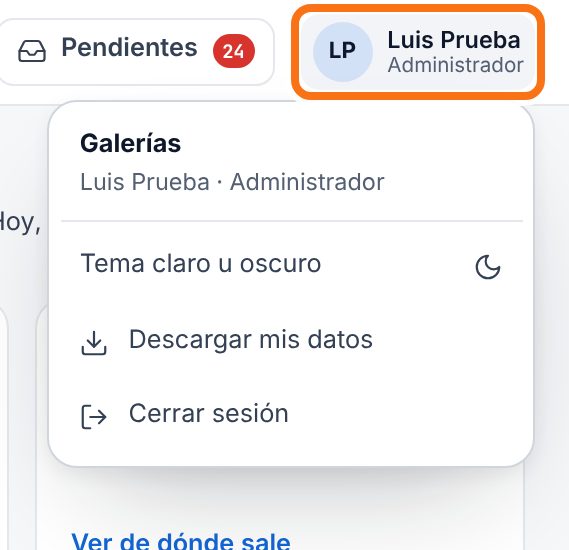 Pendientes 24
LP
Luis Prueba
Administrador
Galerías
Luis Prueba · Administrador
Hoy,
Tema claro u oscuro
Descargar mis datos
Cerrar sesión
Ver de dónde sale